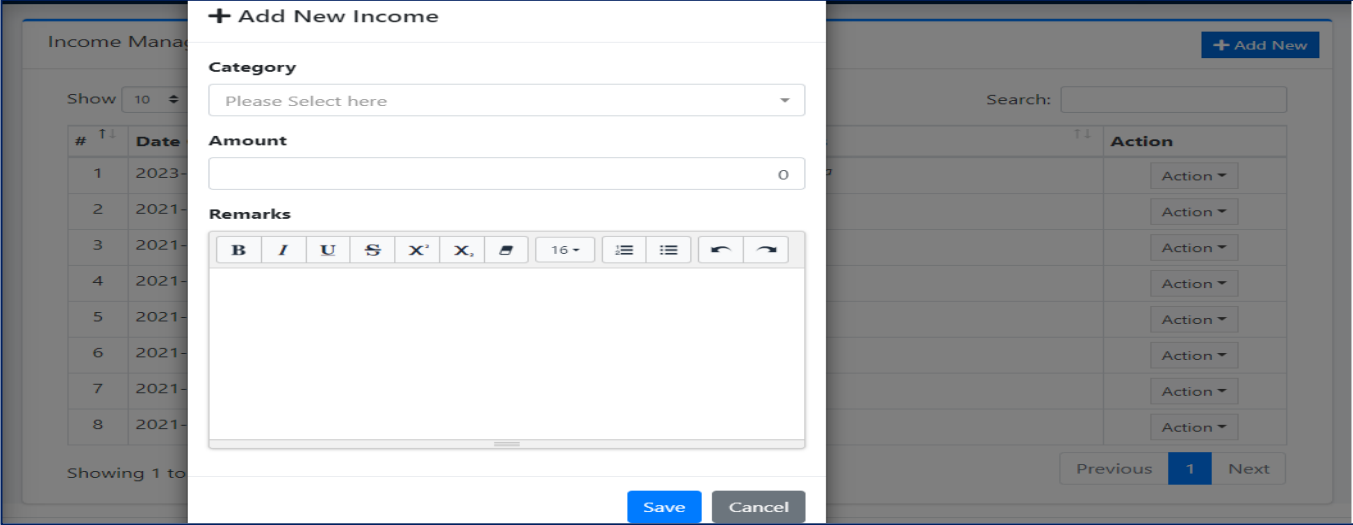 + Add New Income
Income Mana
+ Add New
Category
Show 10
Please Select here
Search:
#
Date
Amount
Action
1 2023-
0
Action
2 2021-
Remarks
Action
3 2021-
B I U S X² X₂ 16
Action
4 2021-
Action
5 2021-
Action
6 2021-
Action
7 2021-
Action
8 2021-
Action
Showing 1 to
Previous 1 Next
Save Cancel